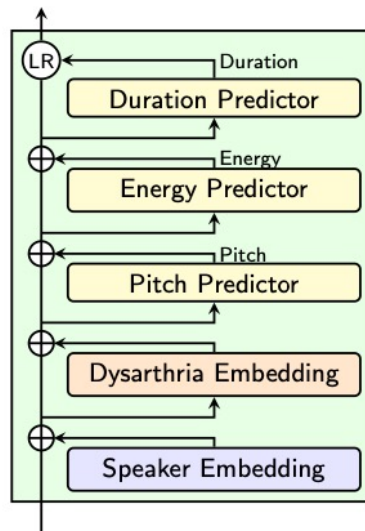 LR
Duration
Duration Predictor
Energy
Energy Predictor
Pitch
Pitch Predictor
Dysarthria Embedding
Speaker Embedding